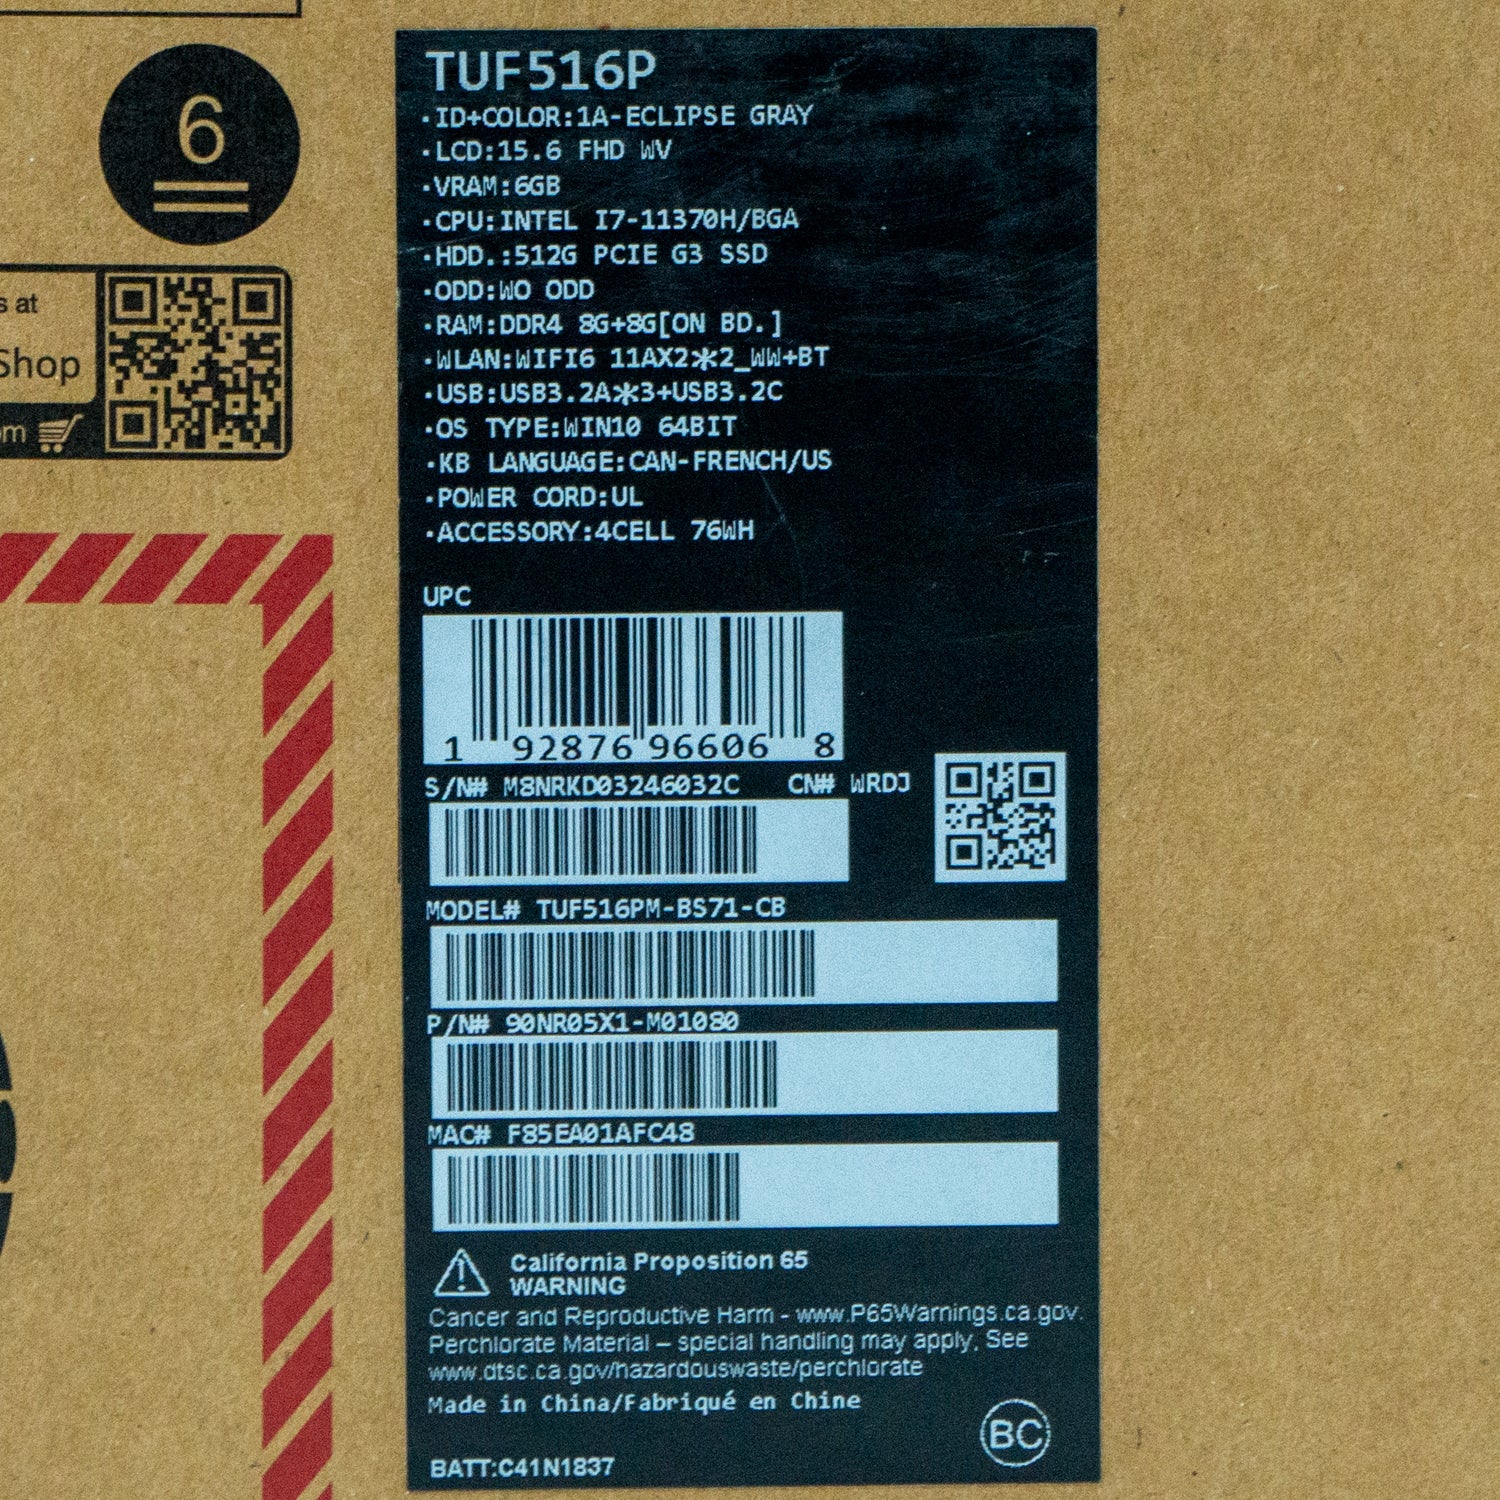 6
s at
Shop
om
TUF516P
·ID+COLOR:1A-ECLIPSE GRAY
·LCD:15.6 FHD WV
·VRAM:6GB
·CPU:INTEL I7-11370H/BGA
·HDD.:512G PCIE G3 SSD
·ODD:WO ODD
·RAM:DDR4 8G+8G[ON BD.]
·WLAN:WIFI6 11AX2*2_WW+BT
·USB:USB3.2A*3+USB3.2C
·OS TYPE:WIN10 64BIT
·KB LANGUAGE:CAN-FRENCH/US
·POWER CORD:UL
·ACCESSORY:4CELL 76WH
UPC
1 92876 96606 8
S/N# M8NRKD03246032C CN# WRDJ
MODEL# TUF516PM-BS71-CB
P/N# 90NR05X1-M01080
MAC# F85EA01AFC48
California Proposition 65
WARNING
Cancer and Reproductive Harm - www.P65Warnings.ca.gov.
Perchlorate Material – special handling may apply, See
www.dtsc.ca.gov/hazardouswaste/perchlorate
Made in China/Fabriqué en Chine
BC
BATT:C41N1837